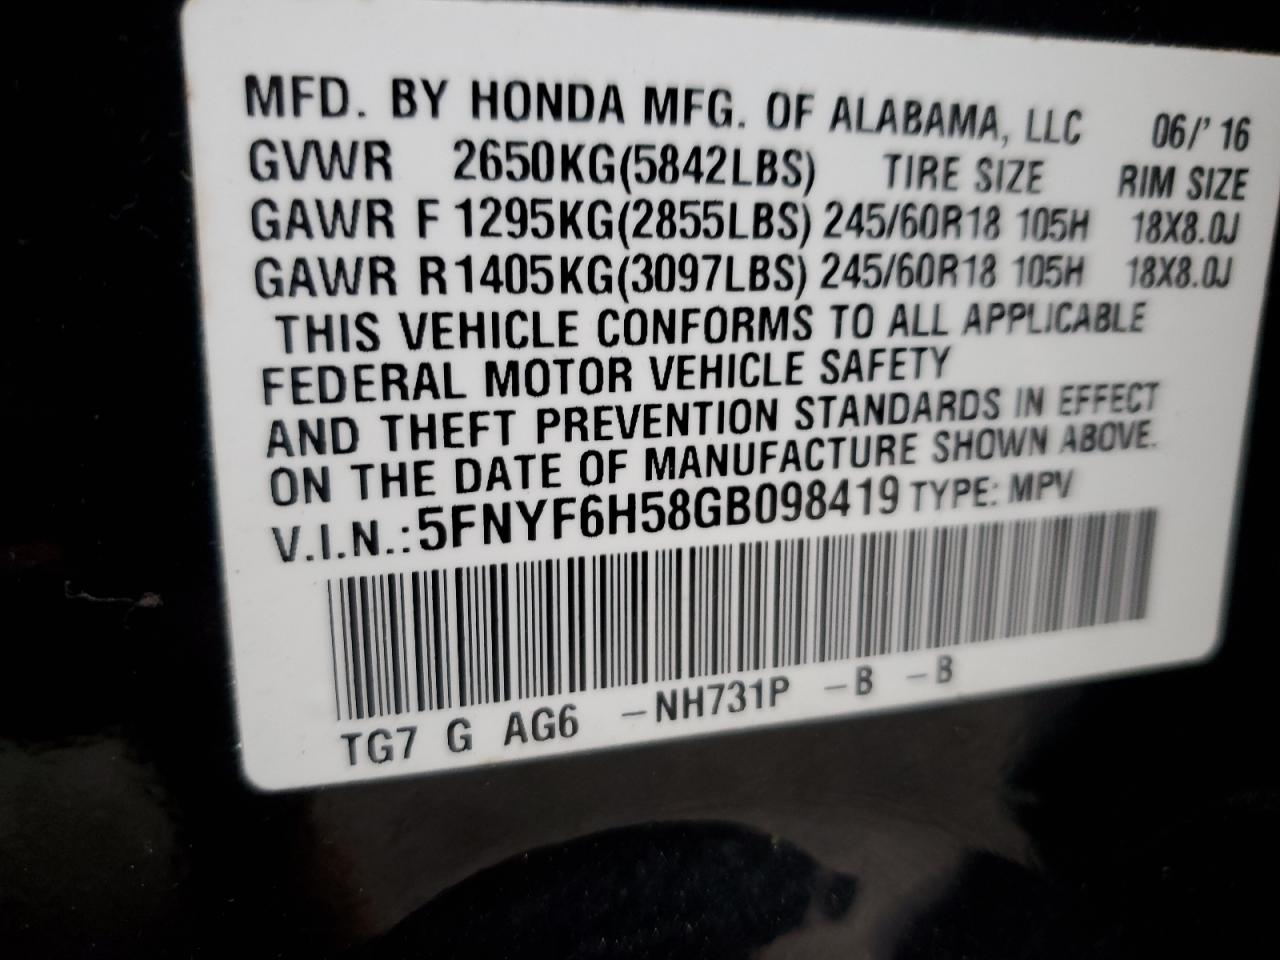 MFD. BY HONDA MFG. OF ALABAMA, LLC 06/' 16
GVWR 2650KG(5842LBS) TIRE SIZE RIM SIZE
GAWR F 1295KG(2855LBS) 245/60R18 105H 18X8.0J
GAWR R1405KG(3097LBS) 245/60R18 105H 18X8.0J
THIS VEHICLE CONFORMS TO ALL APPLICABLE
FEDERAL MOTOR VEHICLE SAFETY
AND THEFT PREVENTION STANDARDS IN EFFECT
ON THE DATE OF MANUFACTURE SHOWN ABOVE.
V.I.N.:5FNYF6H58GB098419 TYPE: MPV
TG7 G AG6 –NH731P –B –B